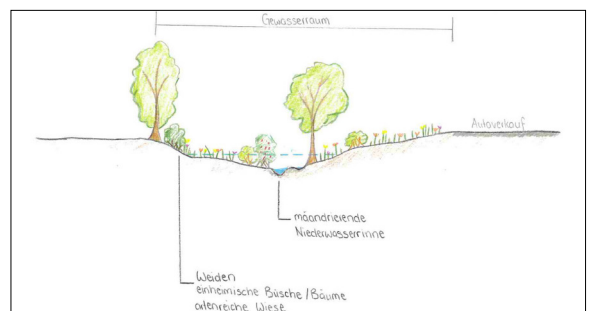 Gewässerraum
Autoverkauf
mäandrierende
Niederwasserrinne
Weiden
einheimische Büsche / Bäume
artenreiche Wiese